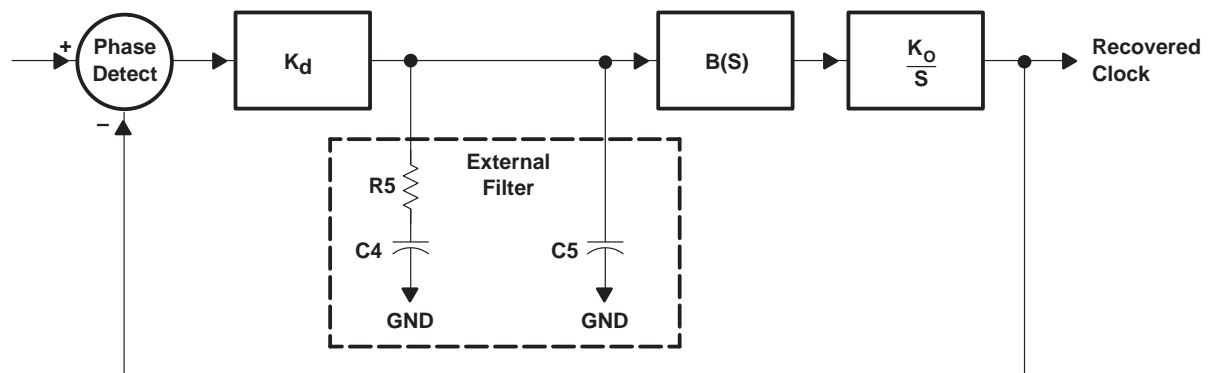 +
Phase
Detect
–
Kd
B(S)
KO
S
Recovered
Clock
External
Filter
R5
C4
C5
GND
GND